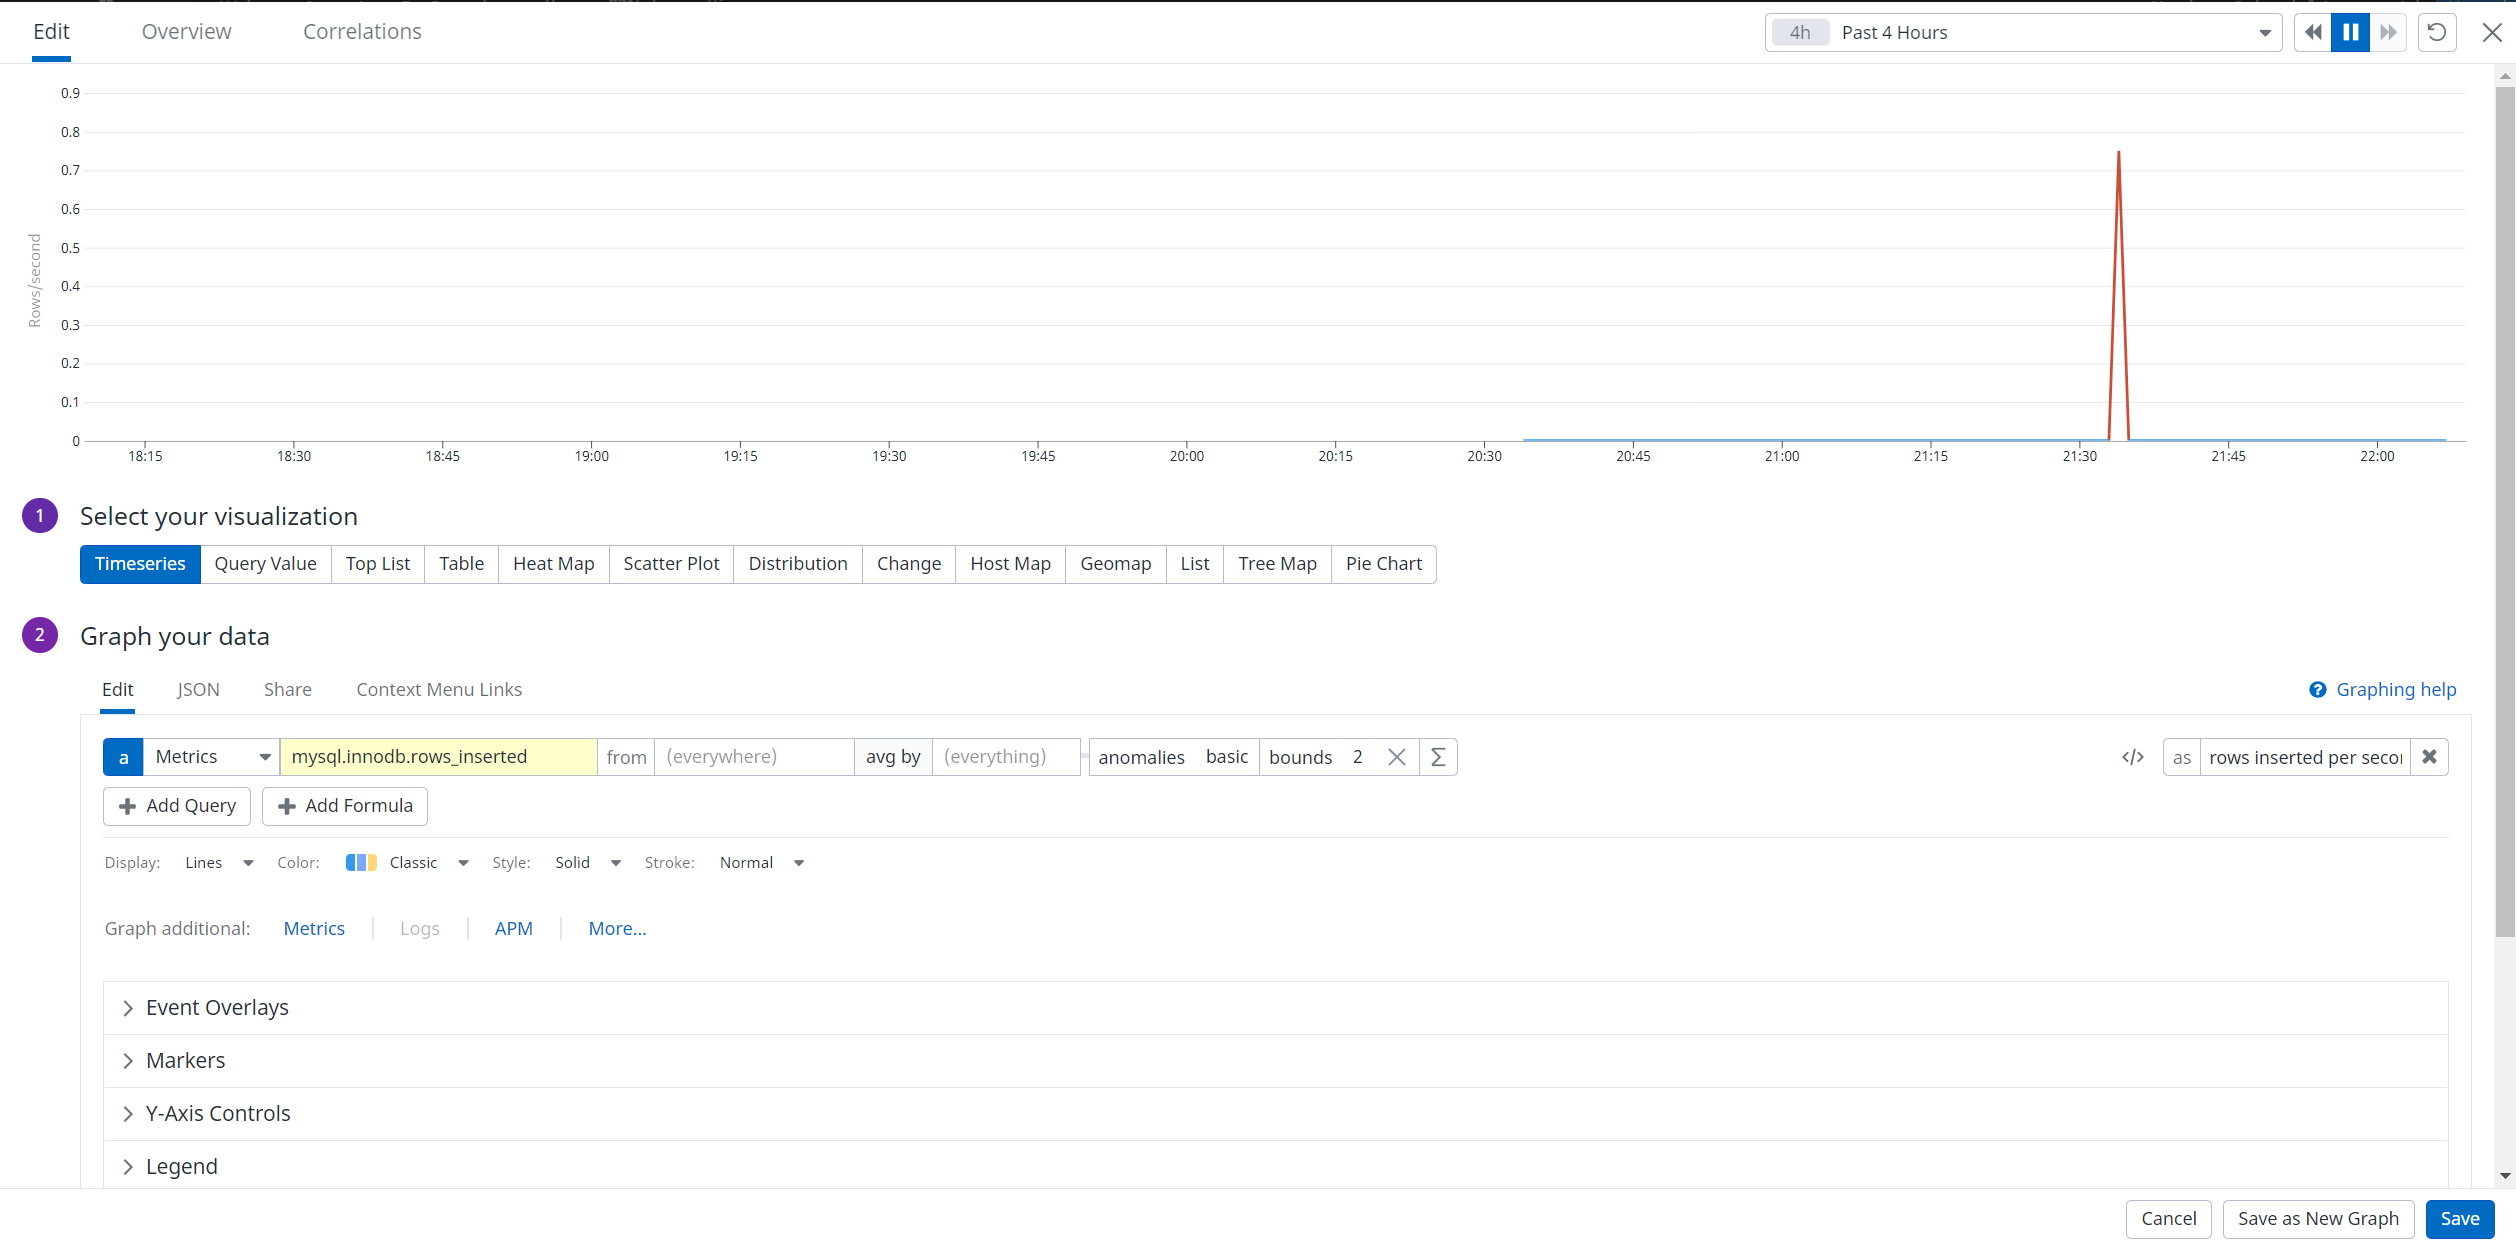 Edit Overview Correlations 4h Past 4 Hours
0.9
0.8
0.7
0.6
0.5
0.4
0.3
0.2
0.1
0
Rows/second
18:15 18:30 18:45 19:00 19:15 19:30 19:45 20:00 20:15 20:30 20:45 21:00 21:15 21:30 21:45 22:00
1 Select your visualization
Timeseries Query Value Top List Table Heat Map Scatter Plot Distribution Change Host Map Geomap List Tree Map Pie Chart
2 Graph your data
Edit JSON Share Context Menu Links ? Graphing help
a Metrics mysql.innodb.rows_inserted from (everywhere) avg by (everything) anomalies basic bounds 2 Σ </> as rows inserted per secon
+ Add Query + Add Formula
Display: Lines Color: Classic Style: Solid Stroke: Normal
Graph additional: Metrics Logs APM More...
Event Overlays
Markers
Y-Axis Controls
Legend
Cancel Save as New Graph Save